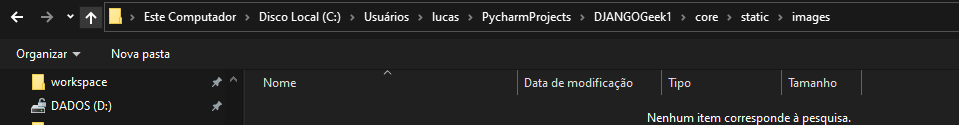 Este Computador > Disco Local (C:) > Usuários > lucas > PycharmProjects > DJANGOGeek1 > core > static > images
Organizar Nova pasta
workspace
DADOS (D:)
Nome Data de modificação Tipo Tamanho
Nenhum item corresponde à pesquisa.